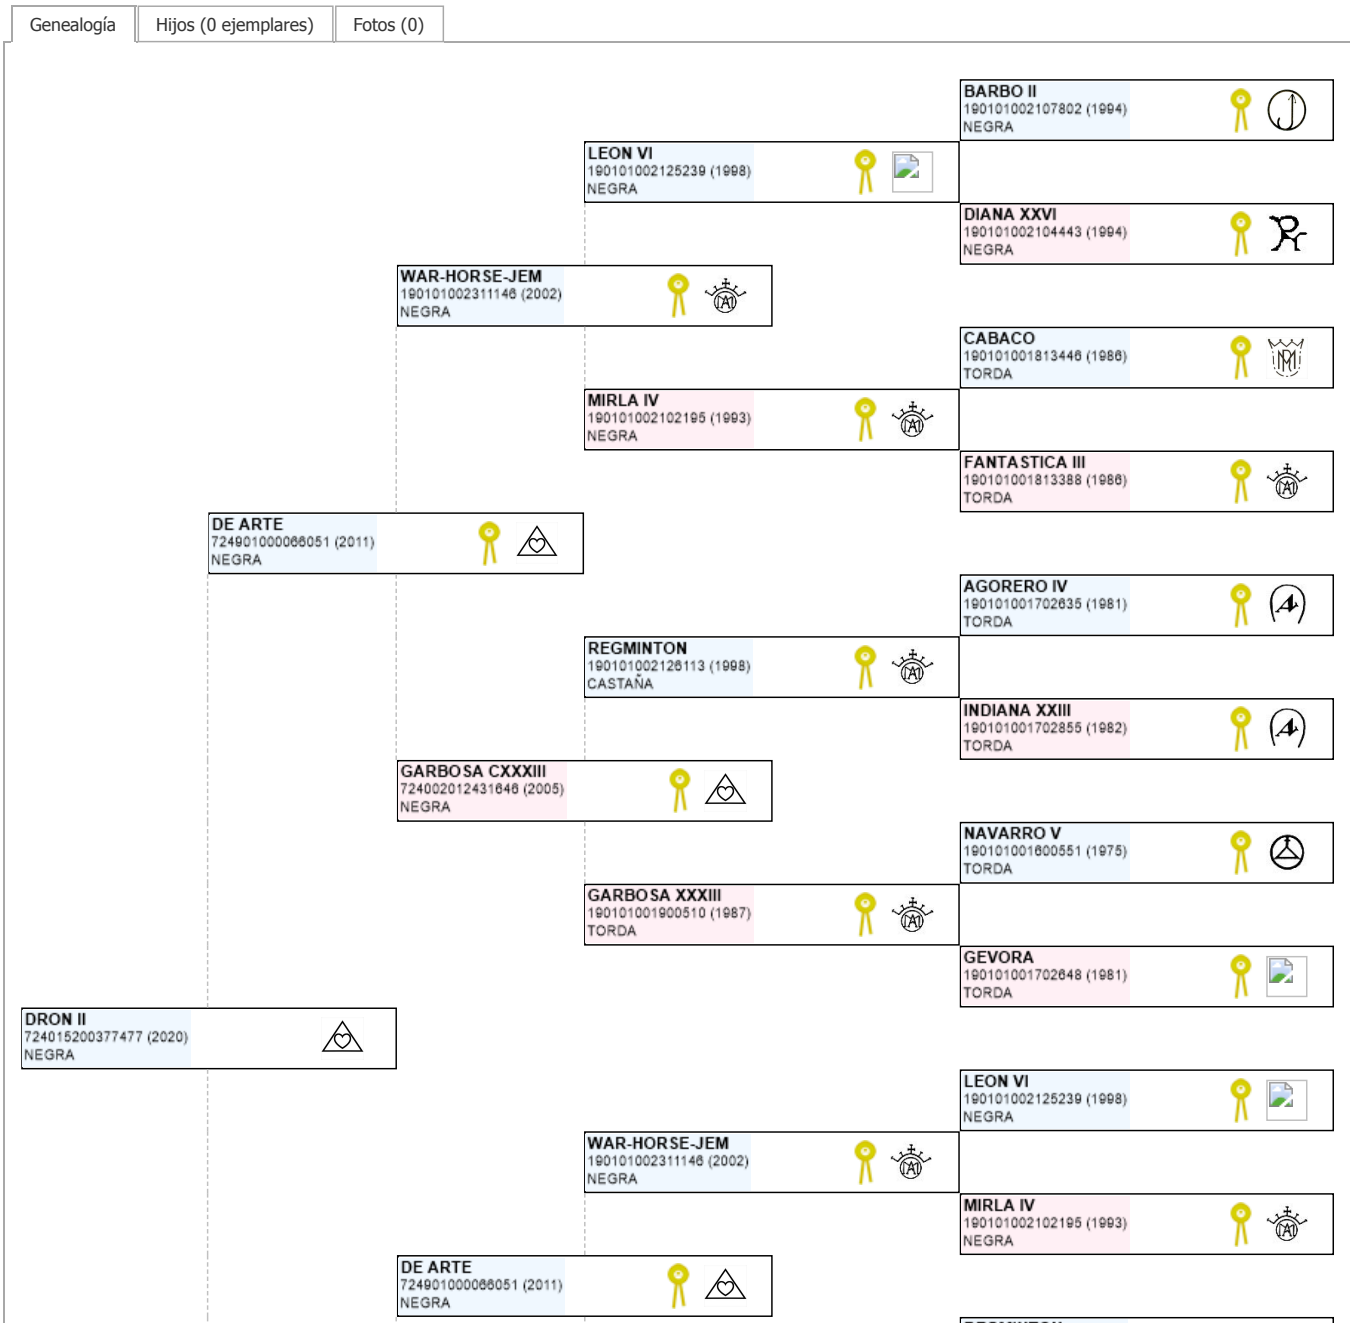 Genealogía
Hijos (0 ejemplares)
Fotos (0)
BARBO II
190101002107802 (1994)
NEGRA
LEON VI
190101002125239 (1998)
NEGRA
DIANA XXVI
190101002104443 (1994)
NEGRA
WAR-HORSE-JEM
190101002311146 (2002)
NEGRA
CABACO
190101001813446 (1986)
TORDA
MIRLA IV
190101002102195 (1993)
NEGRA
FANTASTICA III
190101001813388 (1986)
TORDA
DE ARTE
724901000066051 (2011)
NEGRA
AGORERO IV
190101001702635 (1981)
TORDA
REGMINTON
190101002126113 (1998)
CASTAÑA
INDIANA XXIII
190101001702855 (1982)
TORDA
GARBOSA CXXXIII
724002012431646 (2005)
NEGRA
NAVARRO V
190101001600551 (1975)
TORDA
GARBOSA XXXIII
190101001900510 (1987)
TORDA
GEVORA
190101001702648 (1981)
TORDA
DRON II
724015200377477 (2020)
NEGRA
LEON VI
190101002125239 (1998)
NEGRA
WAR-HORSE-JEM
190101002311146 (2002)
NEGRA
MIRLA IV
190101002102195 (1993)
NEGRA
DE ARTE
724901000066051 (2011)
NEGRA